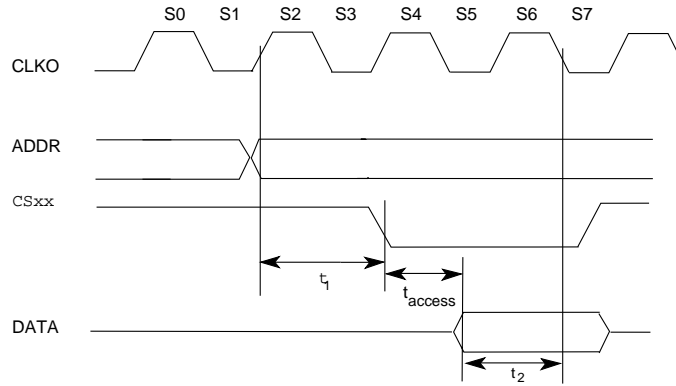 S0 S1 S2 S3 S4 S5 S6 S7
CLKO
ADDR
CSxx
t1
taccess
DATA
t2